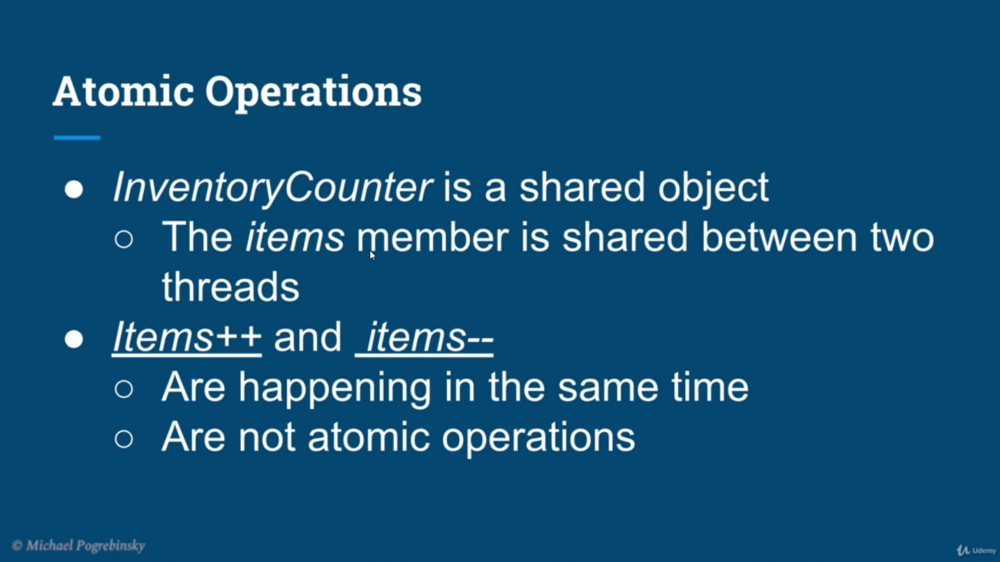 Atomic Operations
● InventoryCounter is a shared object
○ The items member is shared between two
threads
● Items++ and items--
○ Are happening in the same time
○ Are not atomic operations
© Michael Pogrebinsky
Udemy